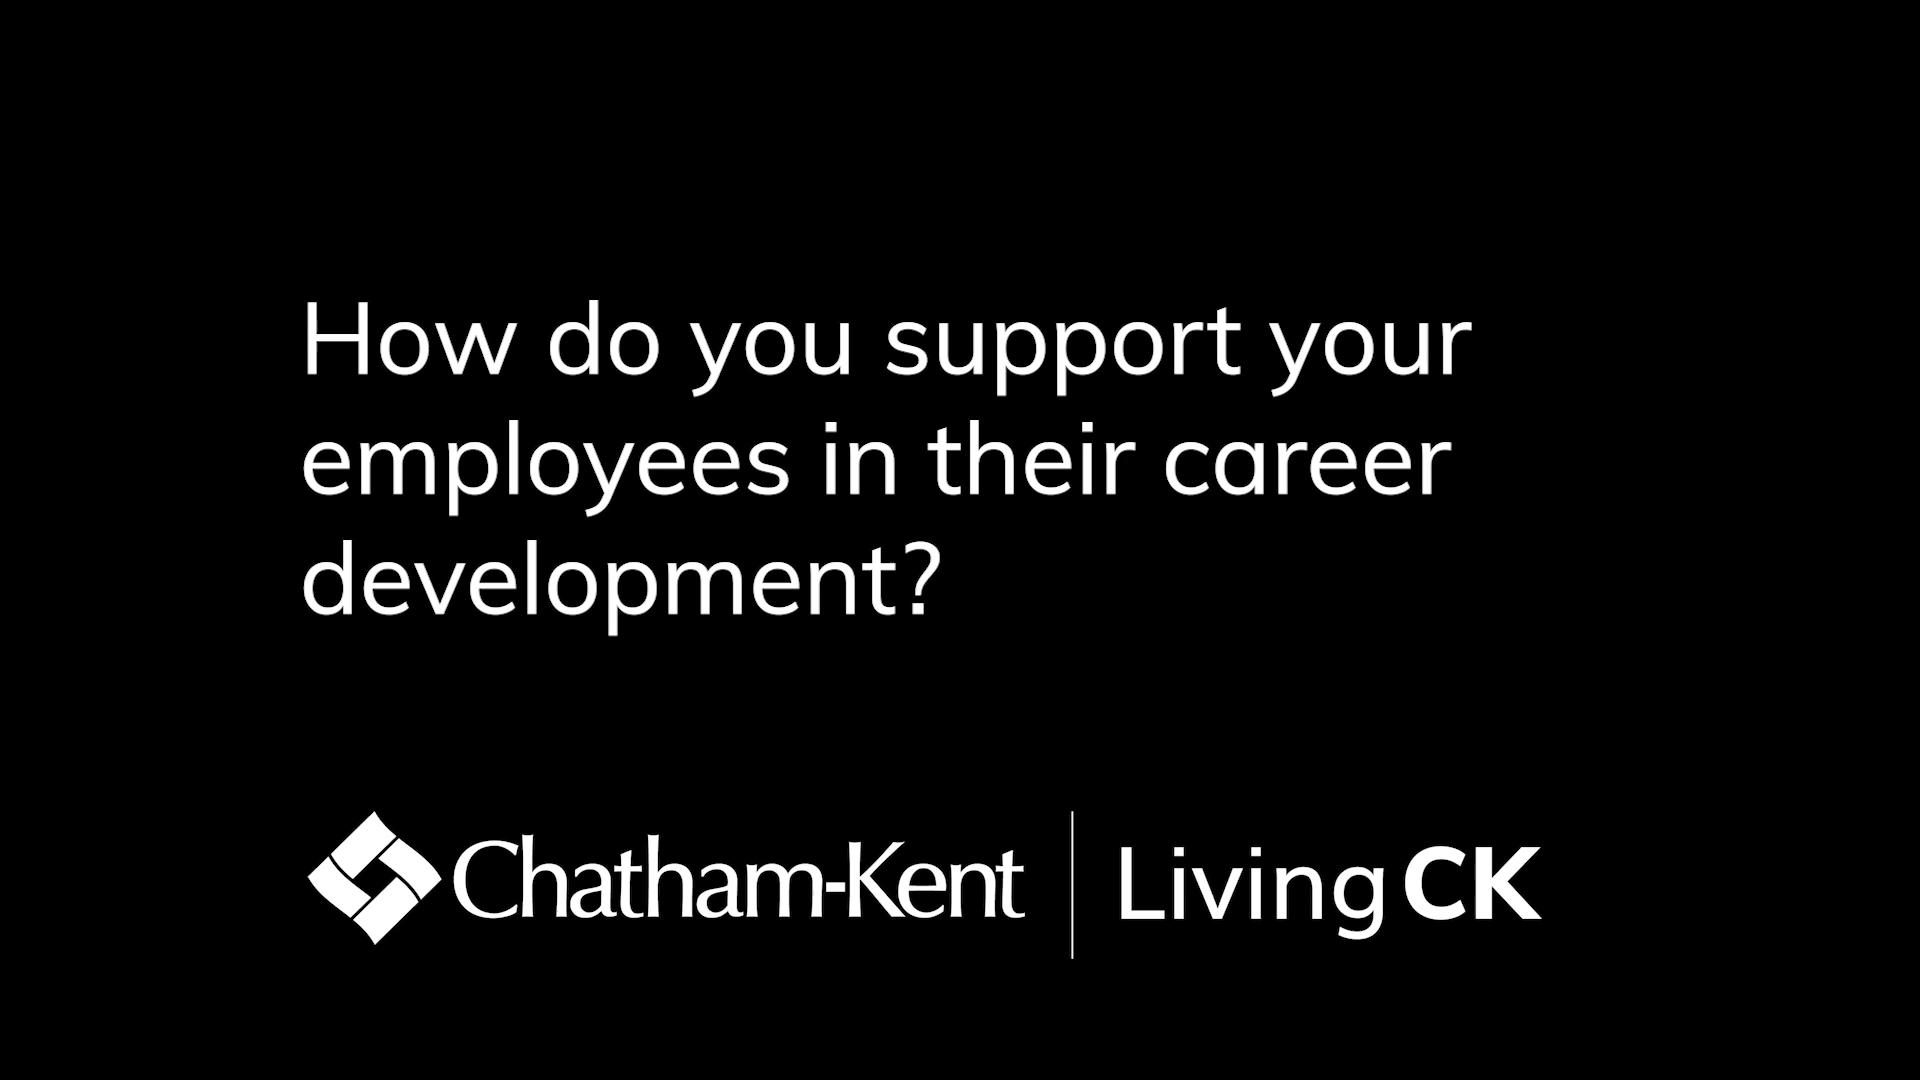 How do you support your
employees in their career
development?
Chatham-Kent
Living CK